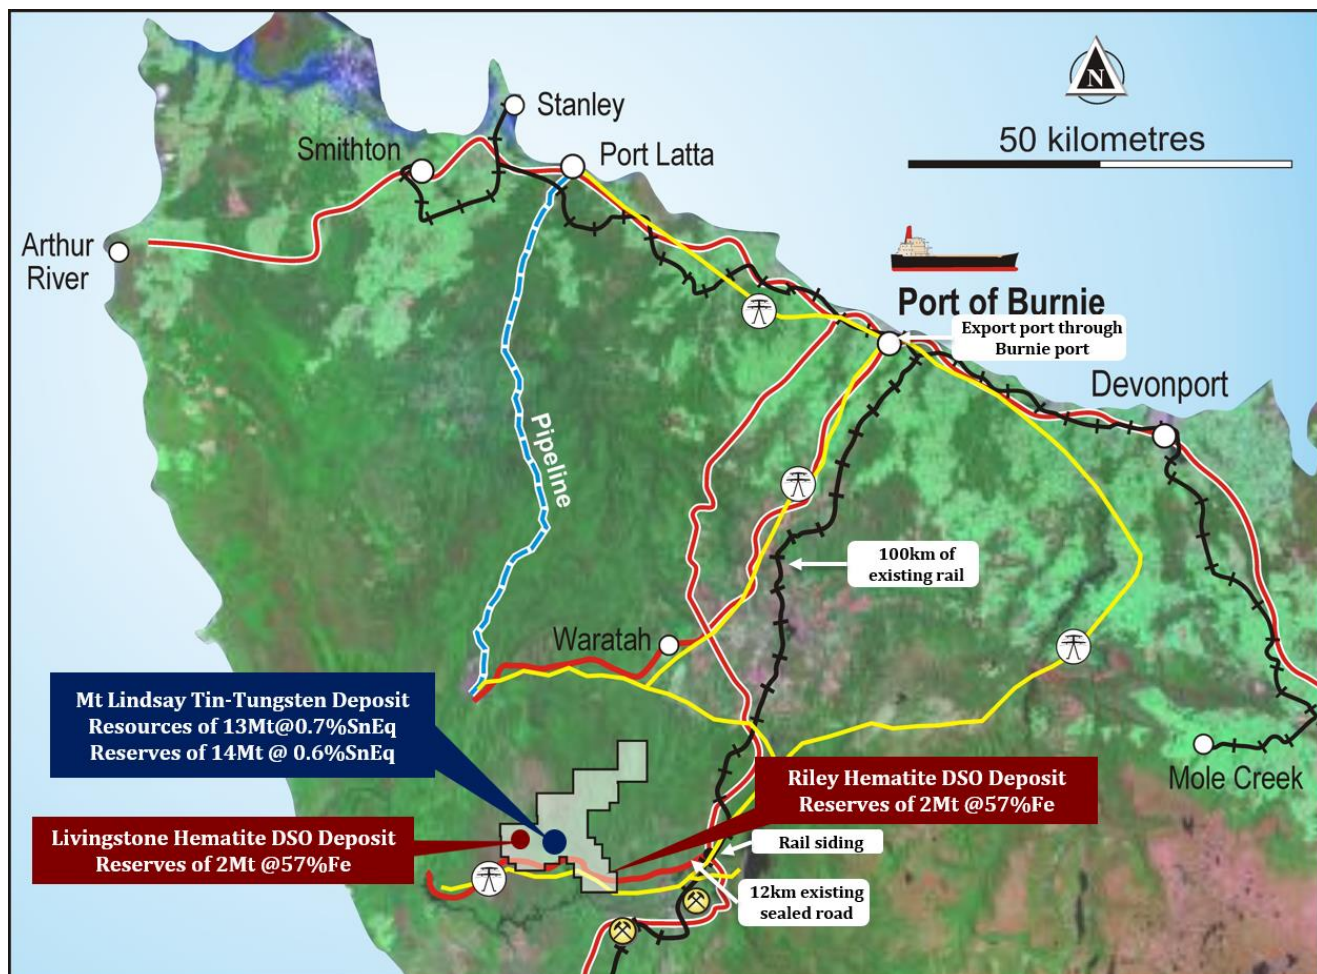 N
50 kilometres
Stanley
Smithton
Port Latta
Arthur
River
Port of Burnie
Export port through
Burnie port
Devonport
Pipeline
100km of
existing rail
Waratah
Mt Lindsay Tin-Tungsten Deposit
Resources of 13Mt@0.7%SnEq
Reserves of 14Mt @ 0.6%SnEq
Mole Creek
Riley Hematite DSO Deposit
Reserves of 2Mt @57%Fe
Livingstone Hematite DSO Deposit
Reserves of 2Mt @57%Fe
Rail siding
12km existing
sealed road